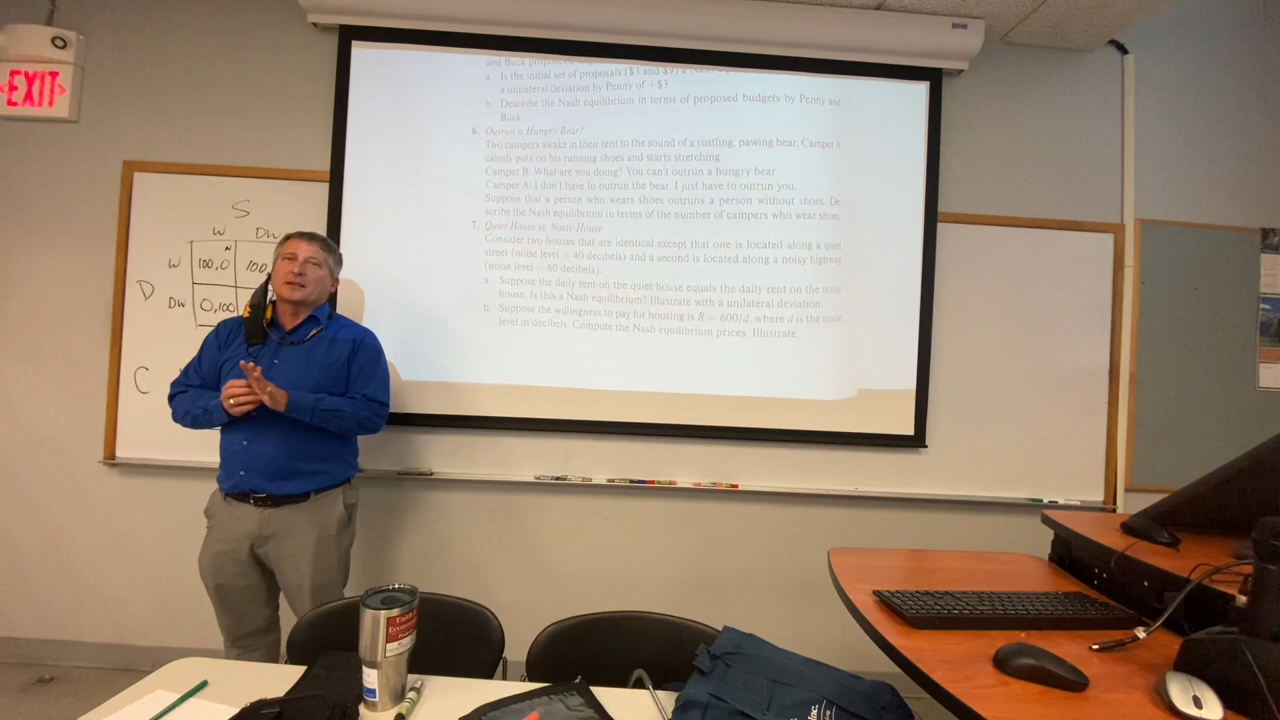 EXIT
S
W DW
N
W 100,0 100,
D
DW 0,100
C
and Buck
a. Is the initial set of proposals ($3 and $9) a
a unilateral deviation by Penny of +$3.
b. Describe the Nash equilibrium in terms of proposed budgets by Penny and
Buck.
6. Outrun a Hungry Bear?
Two campers awake in their tent to the sound of a rustling, pawing bear. Camper A
calmly puts on his running shoes and starts stretching.
Camper B: What are you doing? You can't outrun a hungry bear.
Camper A: I don't have to outrun the bear. I just have to outrun you.
Suppose that a person who wears shoes outruns a person without shoes. De-
scribe the Nash equilibrium in terms of the number of campers who wear shoes.
7. Quiet House vs. Noisy House
Consider two houses that are identical except that one is located along a quiet
street (noise level = 40 decibels) and a second is located along a noisy highway
(noise level = 60 decibels).
a. Suppose the daily rent on the quiet house equals the daily rent on the noisy
house. Is this a Nash equilibrium? Illustrate with a unilateral deviation.
b. Suppose the willingness to pay for housing is R = 600/d, where d is the noise
level in decibels. Compute the Nash equilibrium prices. Illustrate.
Faith &
Economics
Inc.